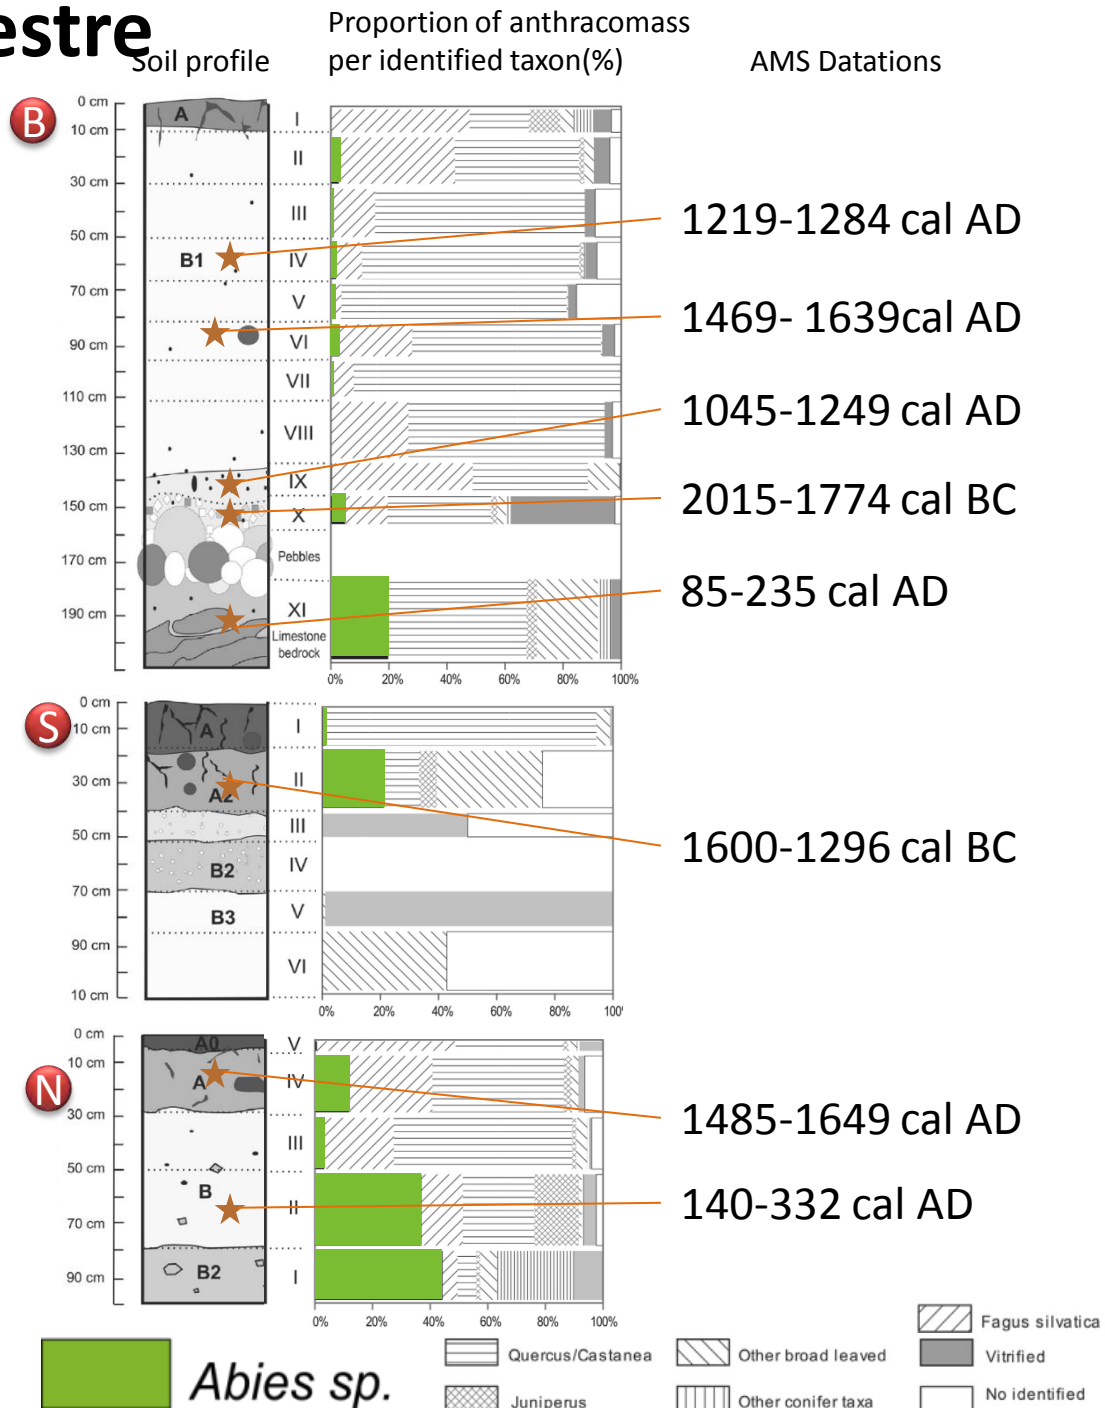 estre
Soil profile
Proportion of anthracomass
per identified taxon(%)
AMS Datations
B
0 cm
10 cm
30 cm
50 cm
70 cm
90 cm
110 cm
130 cm
150 cm
170 cm
190 cm
A
B1
I
II
III
IV
V
VI
VII
VIII
IX
X
Pebbles
XI
Limestone
bedrock
0% 20% 40% 60% 80% 100%
1219-1284 cal AD
1469- 1639cal AD
1045-1249 cal AD
2015-1774 cal BC
85-235 cal AD
S
0 cm
10 cm
30 cm
50 cm
70 cm
90 cm
10 cm
A
A2
B2
B3
I
II
III
IV
V
VI
0% 20% 40% 60% 80% 100'
1600-1296 cal BC
N
0 cm
10 cm
30 cm
50 cm
70 cm
90 cm
A0
A
B
B2
V
IV
III
II
I
0% 20% 40% 60% 80% 100%
1485-1649 cal AD
140-332 cal AD
Abies sp.
Quercus/Castanea
Juniperus
Other broad leaved
Other conifer taxa
Fagus silvatica
Vitrified
No identified